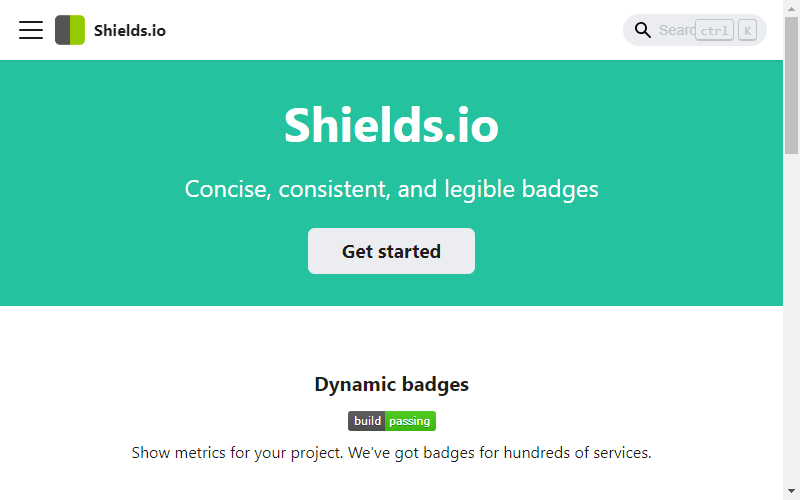 Shields.io
ctrl K
Shields.io
Concise, consistent, and legible badges
Get started
Dynamic badges
build passing
Show metrics for your project. We've got badges for hundreds of services.